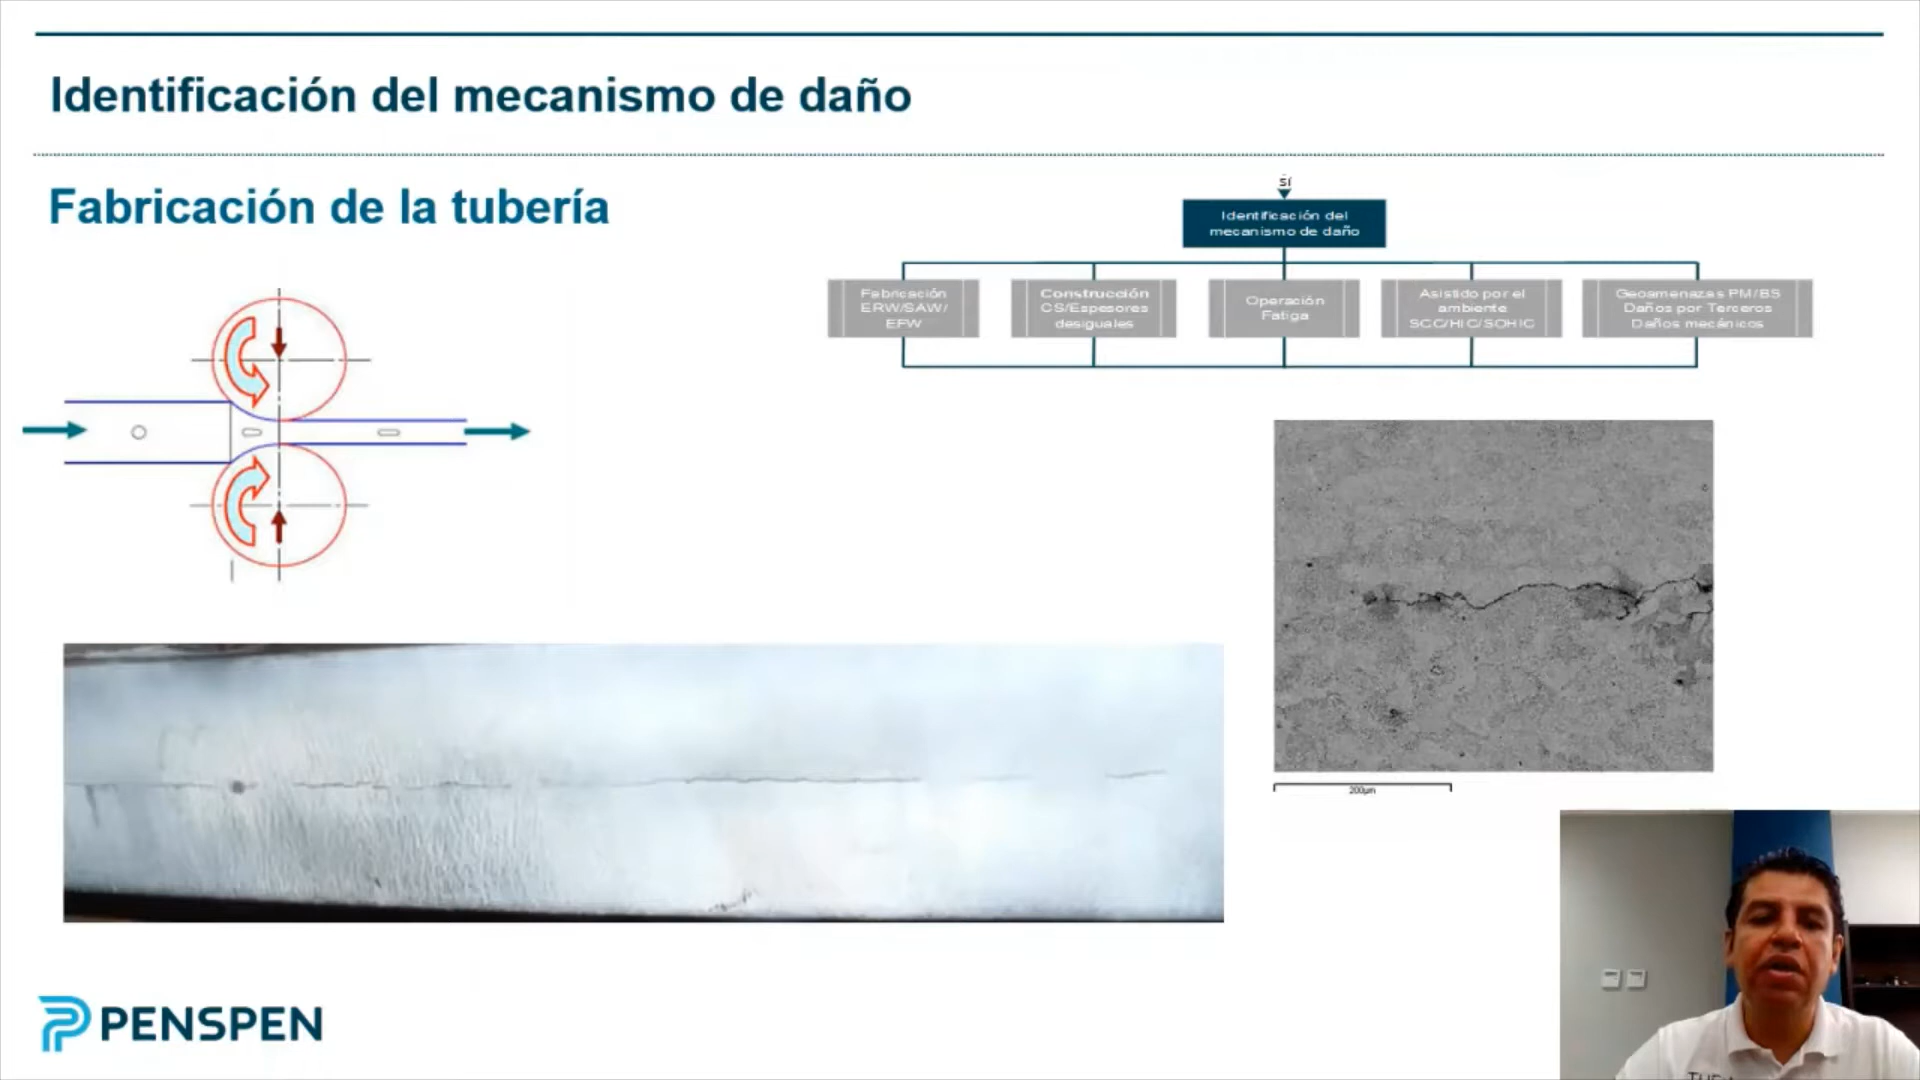 Identificación del mecanismo de daño
Fabricación de la tubería
sí
Identificación del
mecanismo de daño
Fabricación
ERW/SAW/
EFW
Construcción
CS/Espesores
desiguales
Operación
Fatiga
Asistido por el
ambiente
SCC/HIC/SOHIC
Geoamenazas PM/BS
Daños por Terceros
Daños mecánicos
200µm
PENSPEN